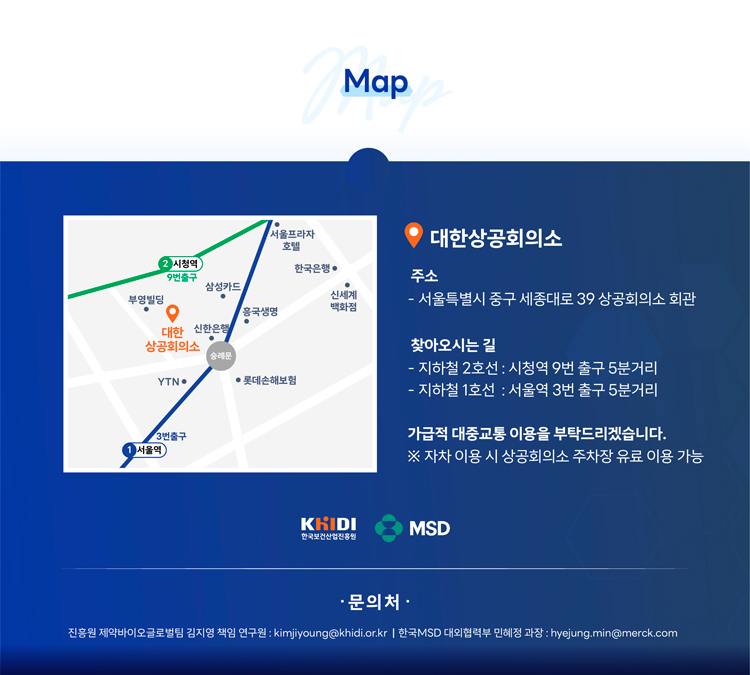 Map
Map
서울프라자
호텔
2 시청역
9번출구
한국은행
삼성카드
신세계
백화점
부영빌딩
흥국생명
대한
상공회의소
신한은행
숭례문
YTN
롯데손해보험
3번출구
1 서울역
대한상공회의소
주소
- 서울특별시 중구 세종대로 39 상공회의소 회관
찾아오시는 길
- 지하철 2호선 : 시청역 9번 출구 5분거리
- 지하철 1호선 : 서울역 3번 출구 5분거리
가급적 대중교통 이용을 부탁드리겠습니다.
※ 자차 이용 시 상공회의소 주차장 유료 이용 가능
KHIDI
한국보건산업진흥원
MSD
· 문의처 ·
진흥원 제약바이오글로벌팀 김지영 책임 연구원 : kimjiyoung@khidi.or.kr | 한국MSD 대외협력부 민혜정 과장 : hyejung.min@merck.com